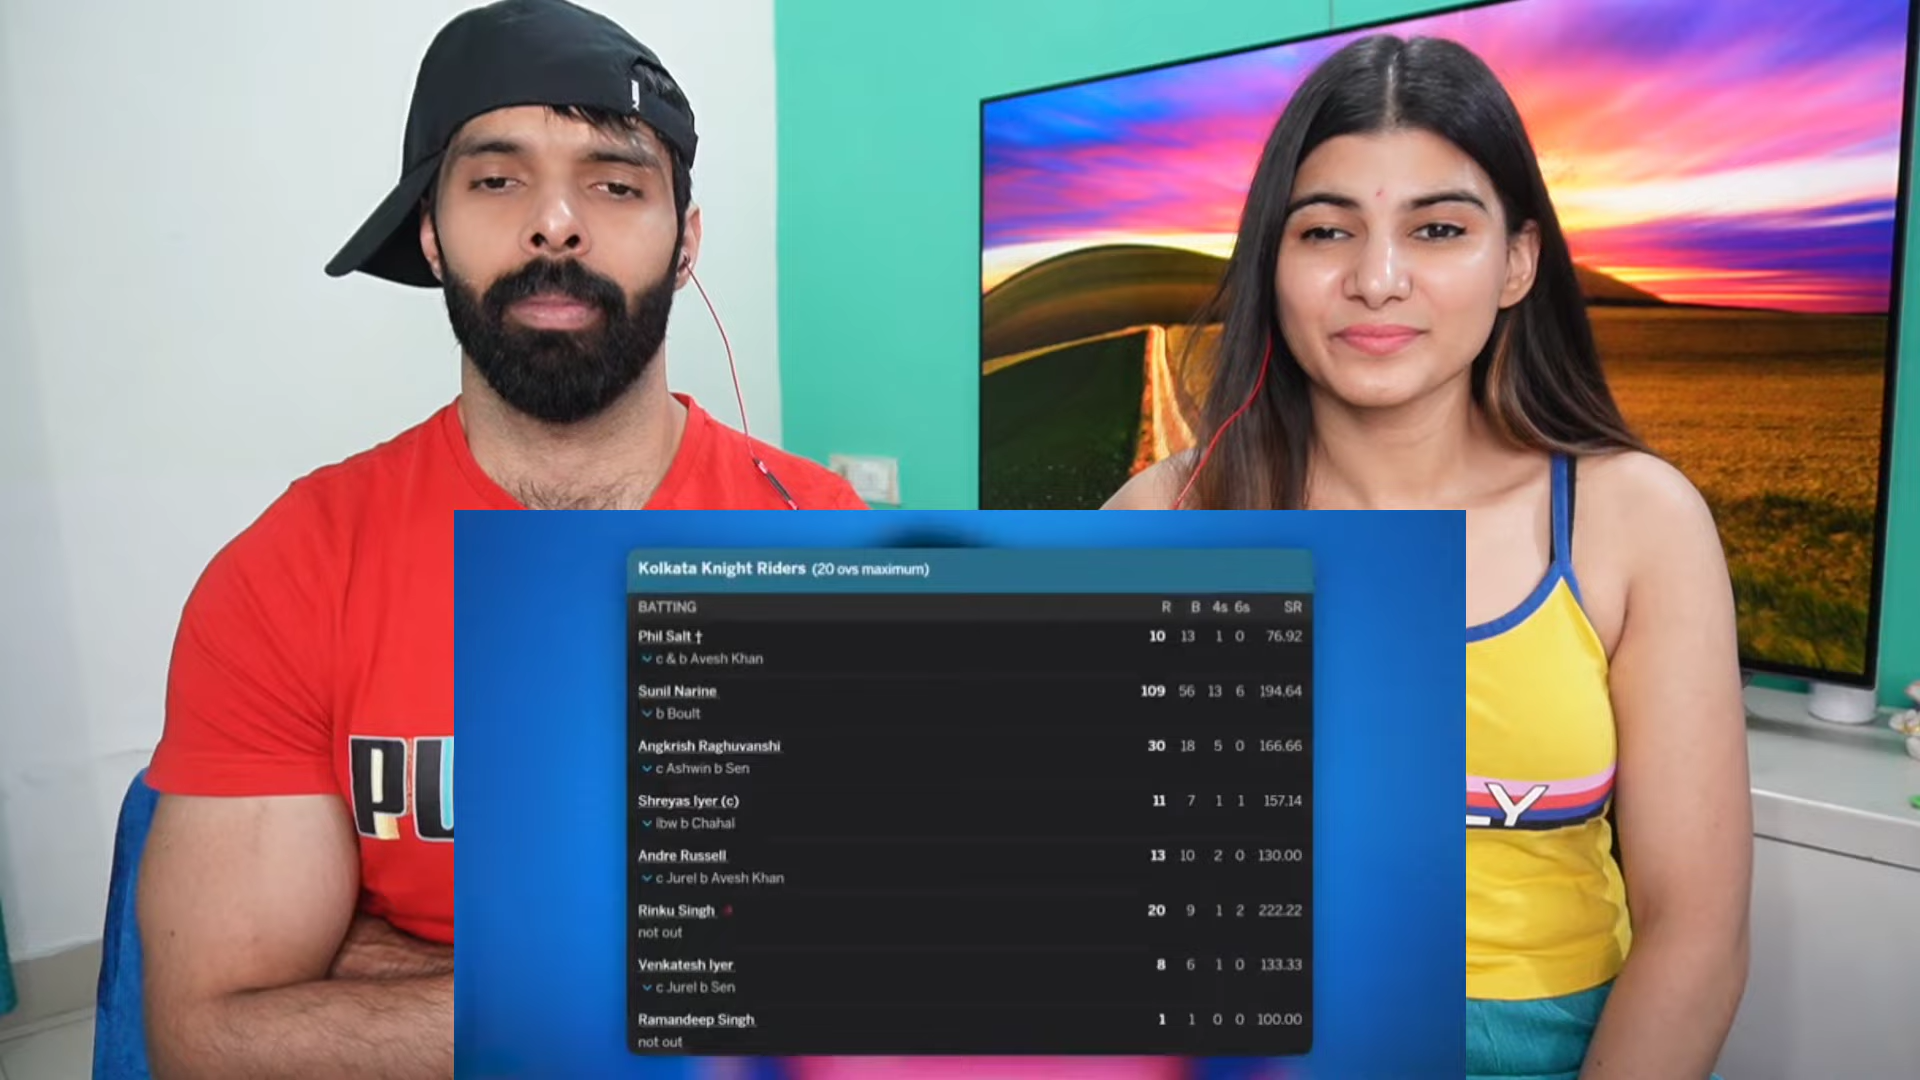 PU
LY
Kolkata Knight Riders (20 ovs maximum)
BATTING R B 4s 6s SR
Phil Salt † 10 13 1 0 76.92
c & b Avesh Khan
Sunil Narine 109 56 13 6 194.64
b Boult
Angkrish Raghuvanshi 30 18 5 0 166.66
c Ashwin b Sen
Shreyas Iyer (c) 11 7 1 1 157.14
lbw b Chahal
Andre Russell 13 10 2 0 130.00
c Jurel b Avesh Khan
Rinku Singh 20 9 1 2 222.22
not out
Venkatesh Iyer 8 6 1 0 133.33
c Jurel b Sen
Ramandeep Singh 1 1 0 0 100.00
not out